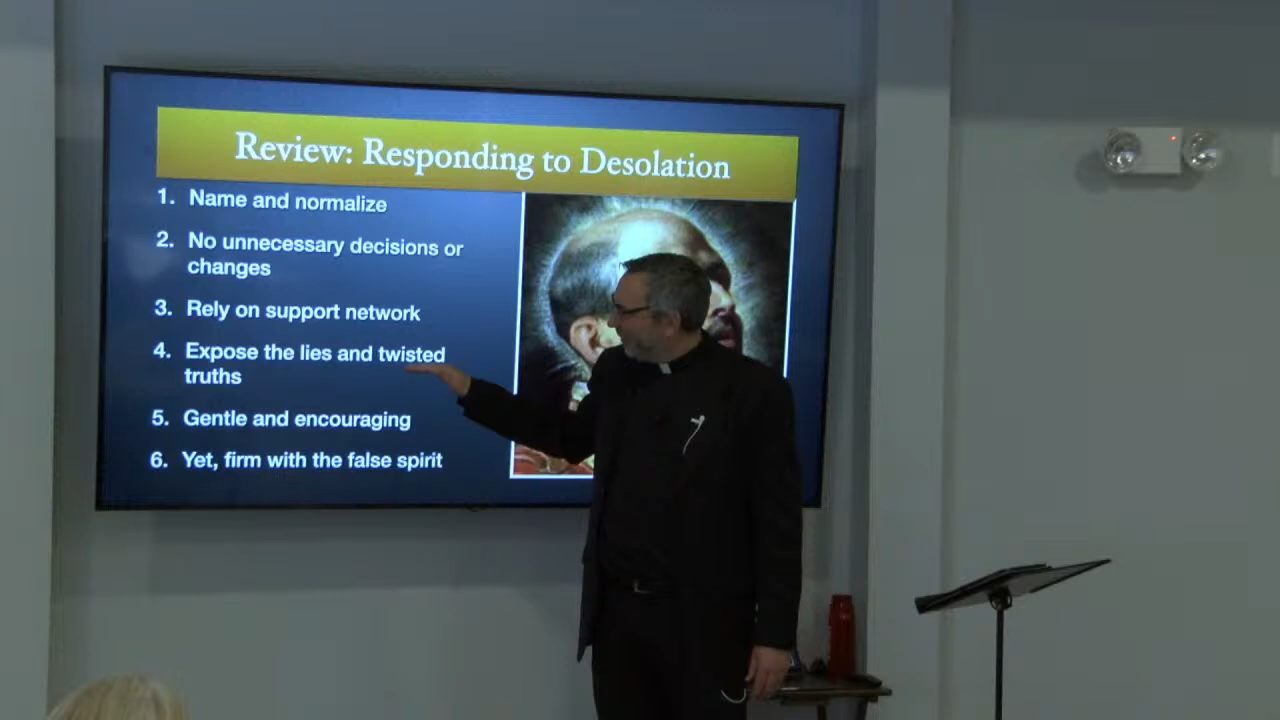 Review: Responding to Desolation
1. Name and normalize
2. No unnecessary decisions or
changes
3. Rely on support network
4. Expose the lies and twisted
truths
5. Gentle and encouraging
6. Yet, firm with the false spirit